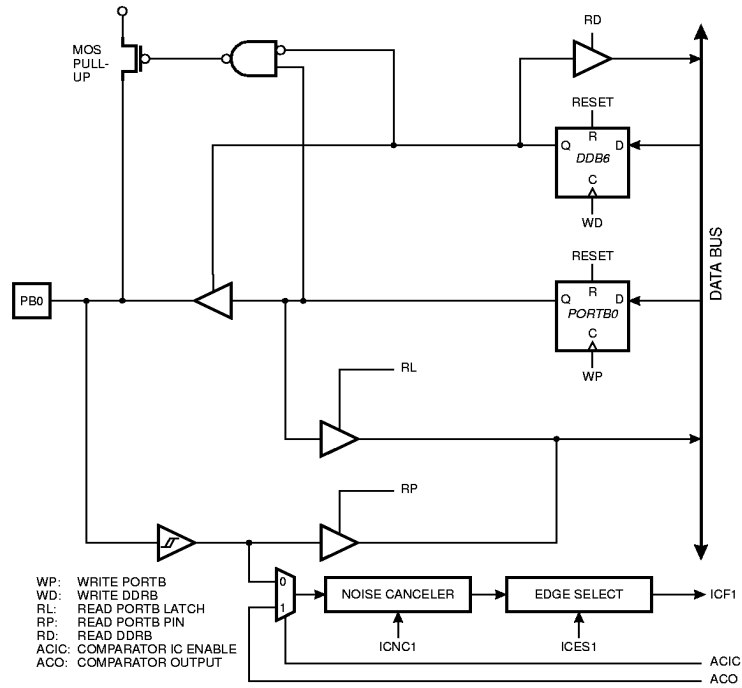 RD
MOS
PULL-
UP
RESET
R
Q
D
DDB6
C
WD
DATA BUS
RESET
PB0
R
Q
D
PORTB0
C
WP
RL
RP
0
1
NOISE CANCELER
EDGE SELECT
ICF1
ICNC1
ICES1
ACIC
ACO
WP: WRITE PORTB
WD: WRITE DDRB
RL: READ PORTB LATCH
RP: READ PORTB PIN
RD: READ DDRB
ACIC: COMPARATOR IC ENABLE
ACO: COMPARATOR OUTPUT